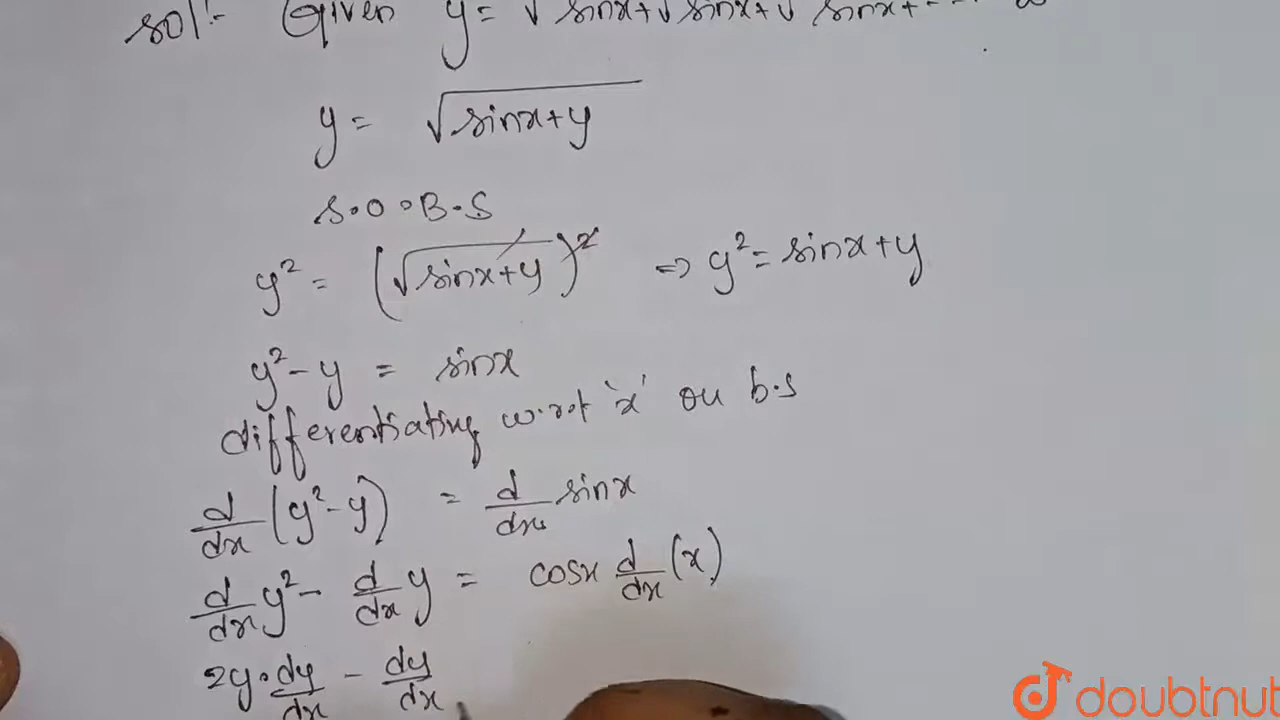 sol:- Given y = √sinx+√sinx+√sinx+--- ∞
y = √sinx+y
S.O.B.S
y² = (√sinx+y)² => y² = sinx+y
y² - y = sinx
differentiating w.r.t 'x' on b.s
d/dx (y² - y) = d/dx sinx
d/dx y² - d/dx y = cosx d/dx (x)
2y. dy/dx - dy/dx
doubtnut